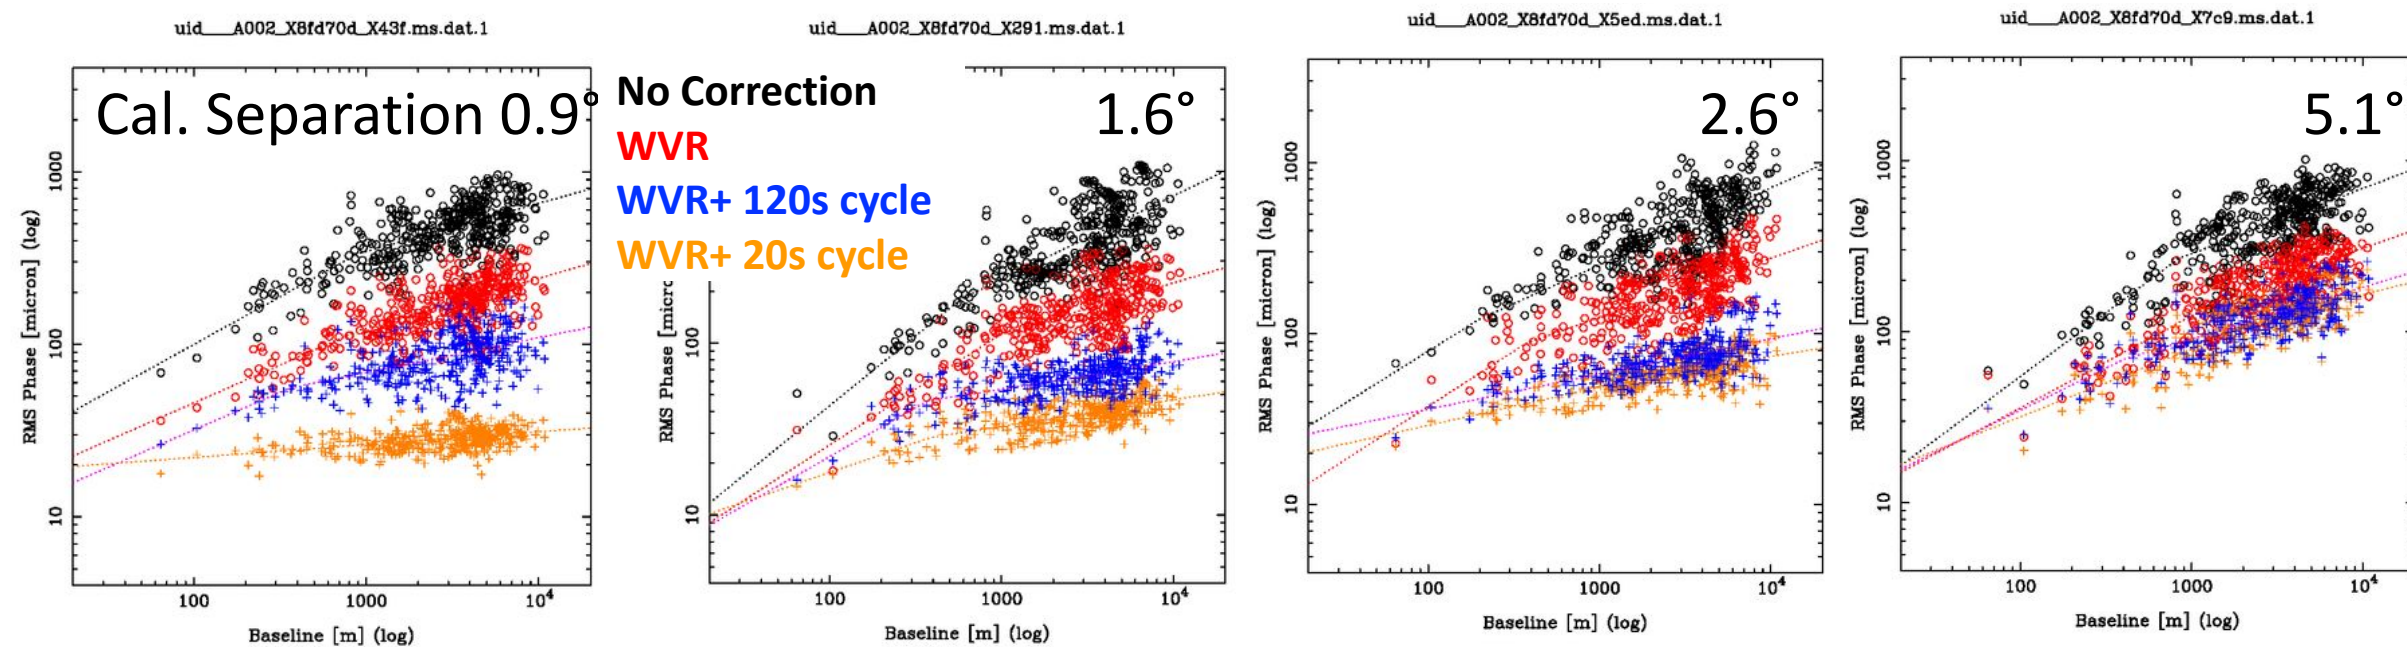 uid___A002_X8fd70d_X43f.ms.dat.1
Cal. Separation 0.9°
RMS Phase [micron] (log)
1000
100
10
100
1000
10⁴
Baseline [m] (log)
uid___A002_X8fd70d_X291.ms.dat.1
No Correction
WVR
WVR+ 120s cycle
WVR+ 20s cycle
1.6°
RMS Phase [micro
100
10
100
1000
10⁴
Baseline [m] (log)
uid___A002_X8fd70d_X5ed.ms.dat.1
2.6°
RMS Phase [micron] (log)
1000
100
10
100
1000
10⁴
Baseline [m] (log)
uid___A002_X8fd70d_X7c9.ms.dat.1
5.1°
RMS Phase [micron] (log)
1000
100
10
100
1000
10⁴
Baseline [m] (log)